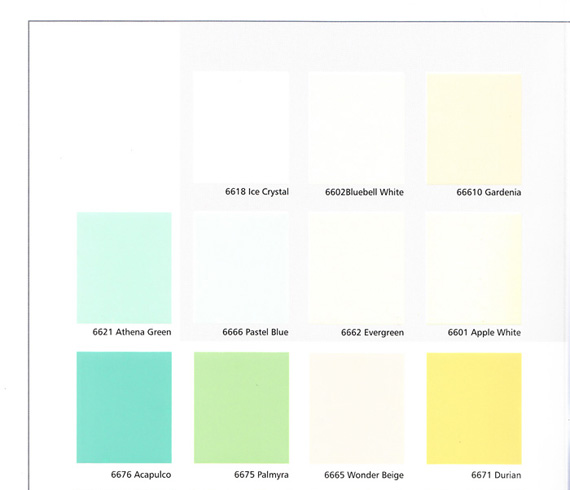 6618 Ice Crystal
6602Bluebell White
66610 Gardenia
6621 Athena Green
6666 Pastel Blue
6662 Evergreen
6601 Apple White
6676 Acapulco
6675 Palmyra
6665 Wonder Beige
6671 Durian